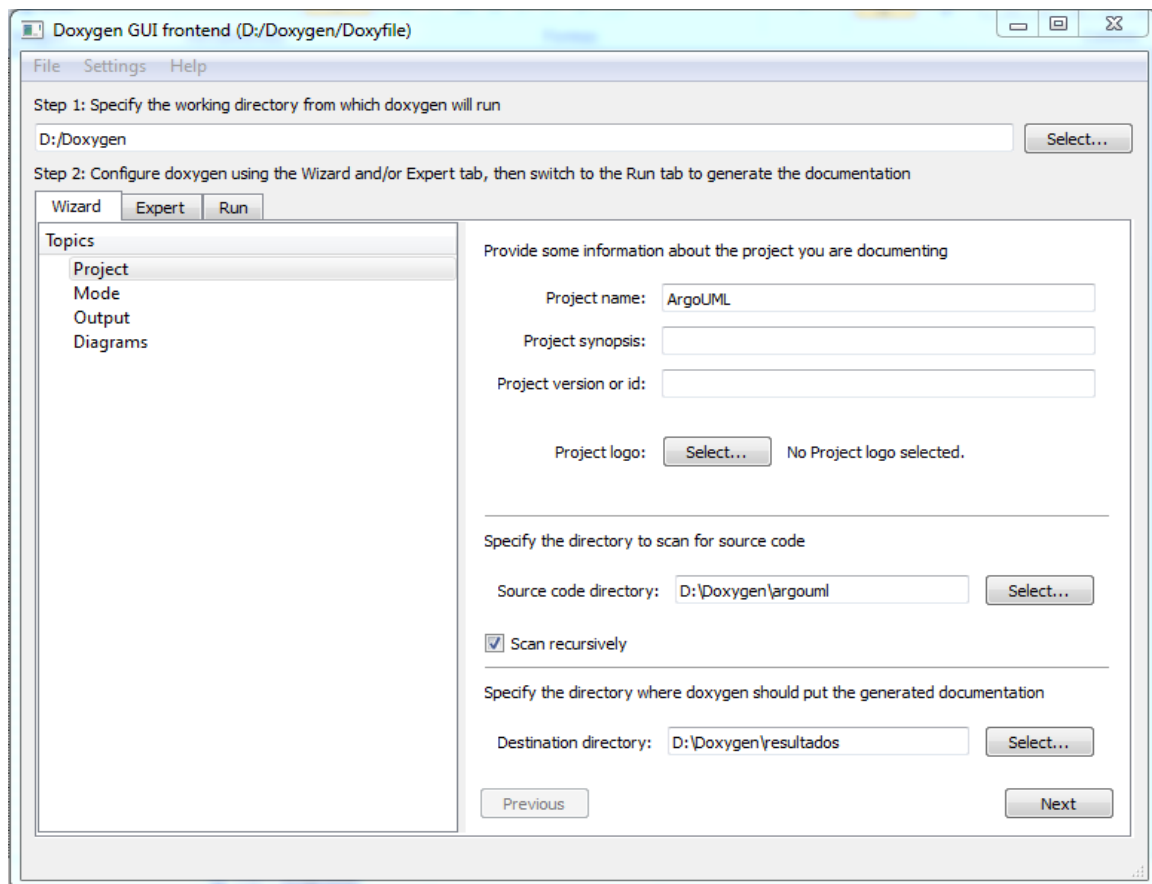 Doxygen GUI frontend (D:/Doxygen/Doxyfile)
File Settings Help
Step 1: Specify the working directory from which doxygen will run
D:/Doxygen Select...
Step 2: Configure doxygen using the Wizard and/or Expert tab, then switch to the Run tab to generate the documentation
Wizard Expert Run
Topics
Project
Mode
Output
Diagrams
Provide some information about the project you are documenting
Project name: ArgoUML
Project synopsis:
Project version or id:
Project logo: Select... No Project logo selected.
Specify the directory to scan for source code
Source code directory: D:\Doxygen\argouml Select...
Scan recursively
Specify the directory where doxygen should put the generated documentation
Destination directory: D:\Doxygen\resultados Select...
Previous Next